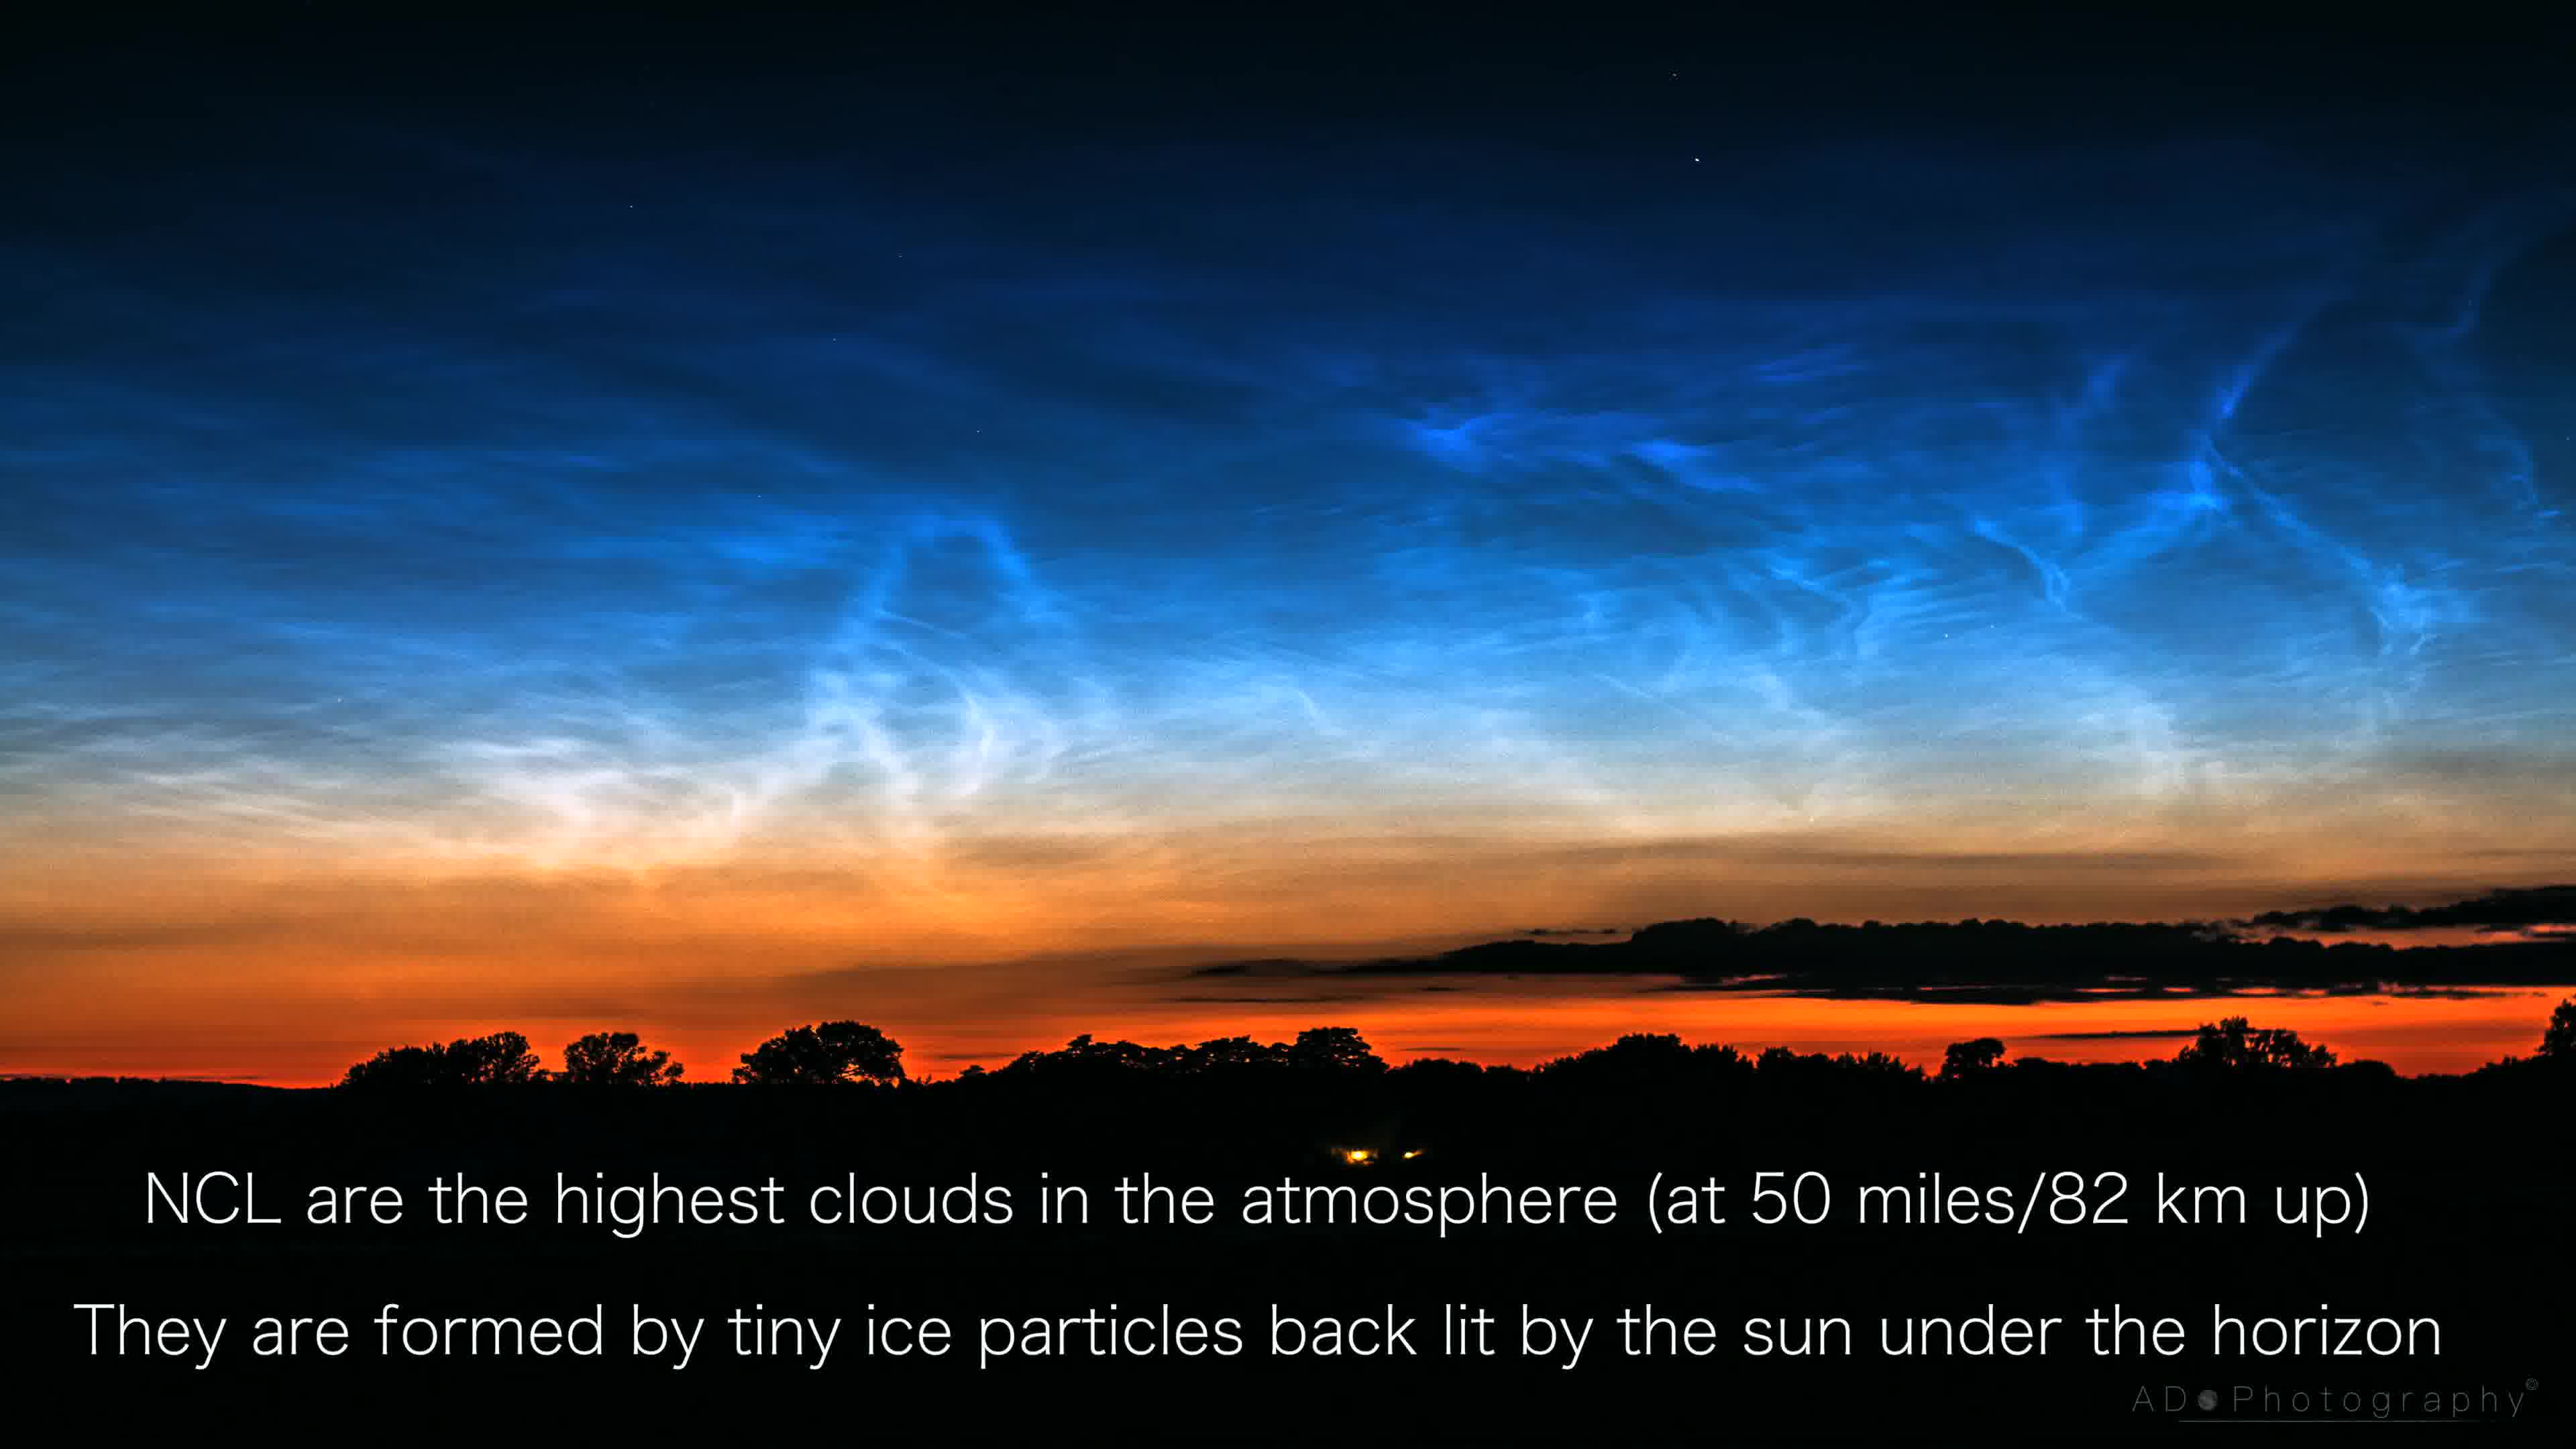 NCL are the highest clouds in the atmosphere (at 50 miles/82 km up)
They are formed by tiny ice particles back lit by the sun under the horizon
AD Photography©